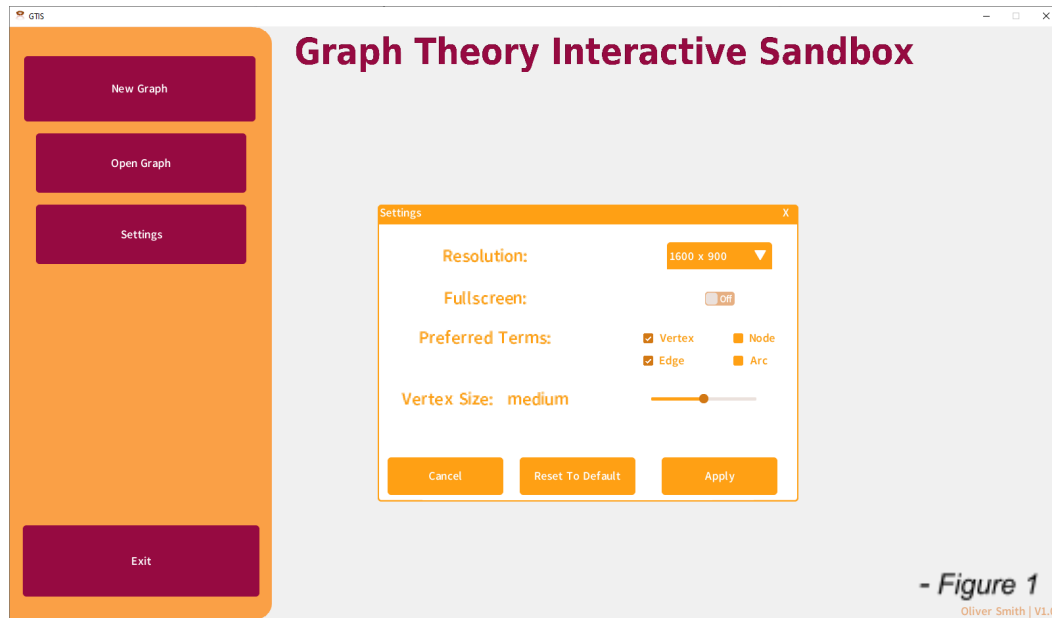 GTIS
Graph Theory Interactive Sandbox
New Graph
Open Graph
Settings
Exit
Settings X
Resolution: 1600 x 900
Fullscreen: Off
Preferred Terms: Vertex Node
Edge Arc
Vertex Size: medium
Cancel Reset To Default Apply
- Figure 1
Oliver Smith | V1.